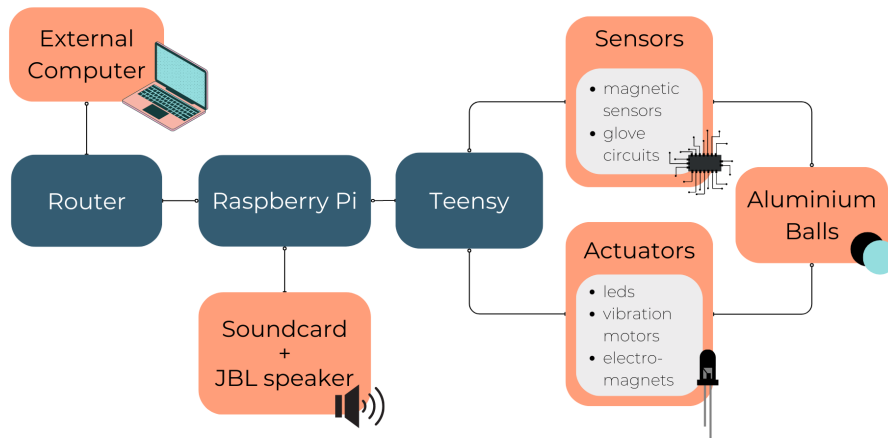 External
Computer
Router
Raspberry Pi
Soundcard
+
JBL speaker
Teensy
Sensors
magnetic
sensors
glove
circuits
Actuators
leds
vibration
motors
electro-
magnets
Aluminium
Balls